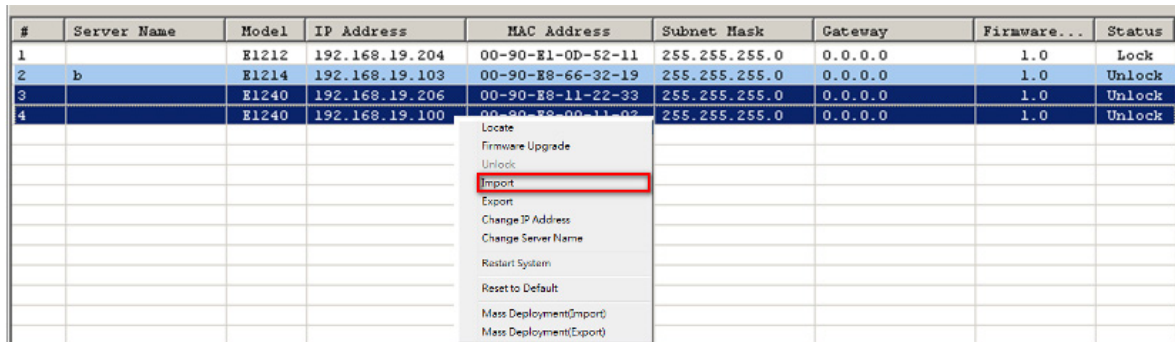 # Server Name Model IP Address MAC Address Subnet Mask Gateway Firmware... Status
1 E1212 192.168.19.204 00-90-E1-0D-52-11 255.255.255.0 0.0.0.0 1.0 Lock
2 b E1214 192.168.19.103 00-90-E8-66-32-19 255.255.255.0 0.0.0.0 1.0 Unlock
3 E1240 192.168.19.206 00-90-E8-11-22-33 255.255.255.0 0.0.0.0 1.0 Unlock
4 E1240 192.168.19.100 00-90-E8-00-11-02 255.255.255.0 0.0.0.0 1.0 Unlock
Locate
Firmware Upgrade
Unlock
Import
Export
Change IP Address
Change Server Name
Restart System
Reset to Default
Mass Deployment(Import)
Mass Deployment(Export)